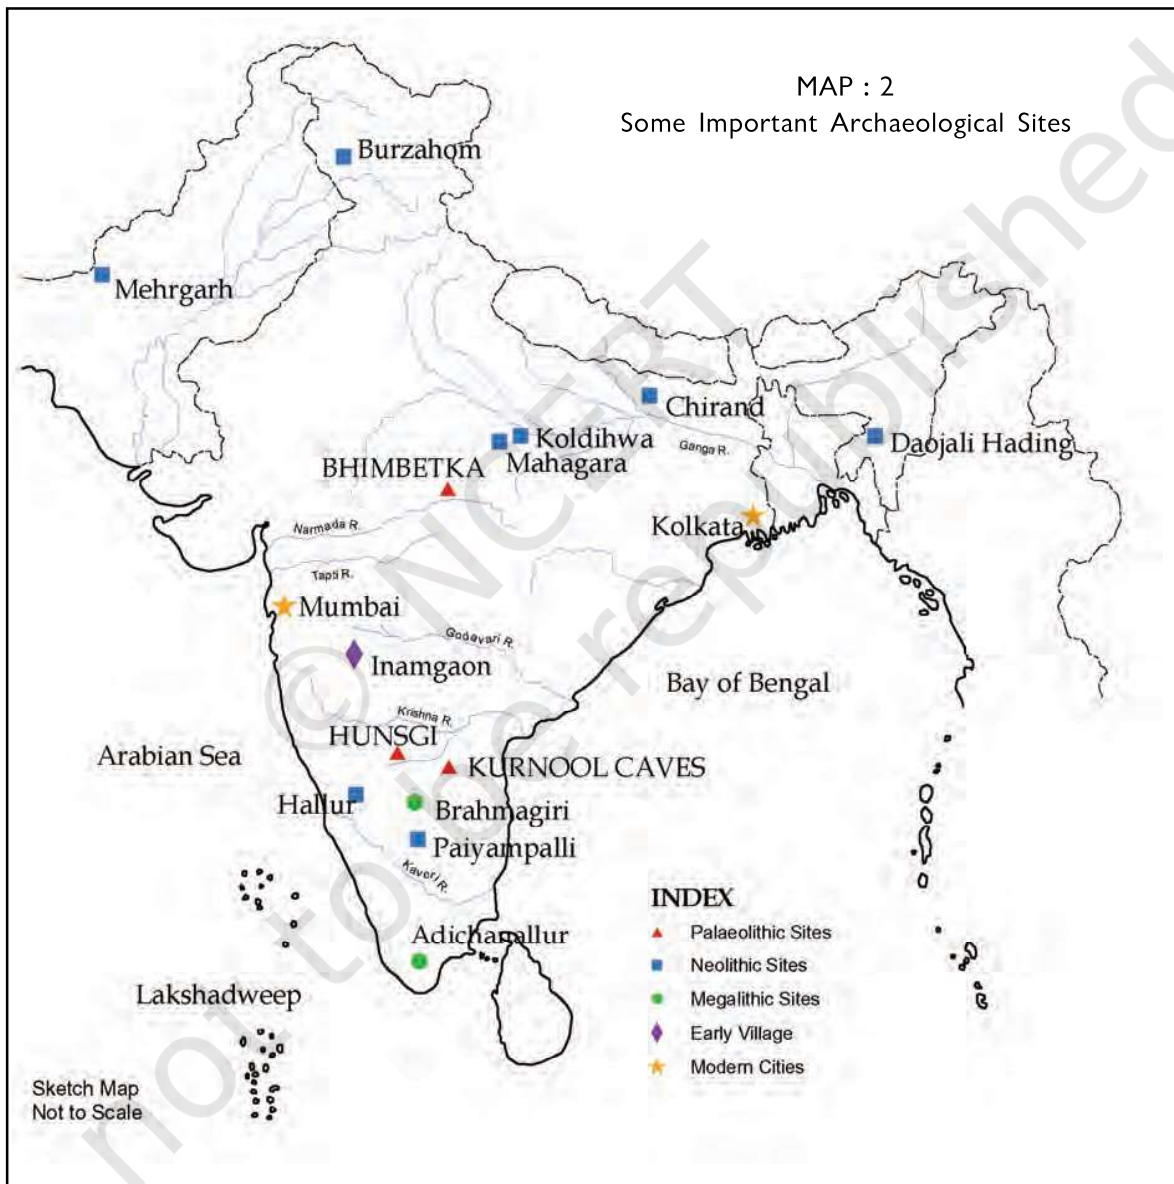 MAP : 2
Some Important Archaeological Sites
Burzahom
Mehrgarh
Chirand
Koldihwa
Mahagara
Ganga R.
Daojali Hading
BHIMBETKA
Kolkata
Narmada R.
Tapti R.
Mumbai
Godavari R.
Inamgaon
Bay of Bengal
Krishna R.
HUNSGI
Arabian Sea
KURNOOL CAVES
Hallur
Brahmagiri
Paiyampalli
Kaveri R.
Adichanallur
Lakshadweep
INDEX
Palaeolithic Sites
Neolithic Sites
Megalithic Sites
Early Village
Modern Cities
Sketch Map
Not to Scale
© NCERT
not to be republished